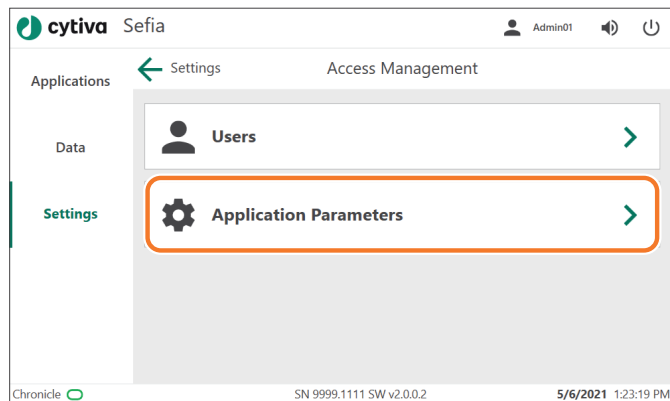 cytiva Sefia Admin01
Applications
Settings
Access Management
Data
Users
Settings
Application Parameters
Chronicle
SN 9999.1111 SW v2.0.0.2
5/6/2021 1:23:19 PM